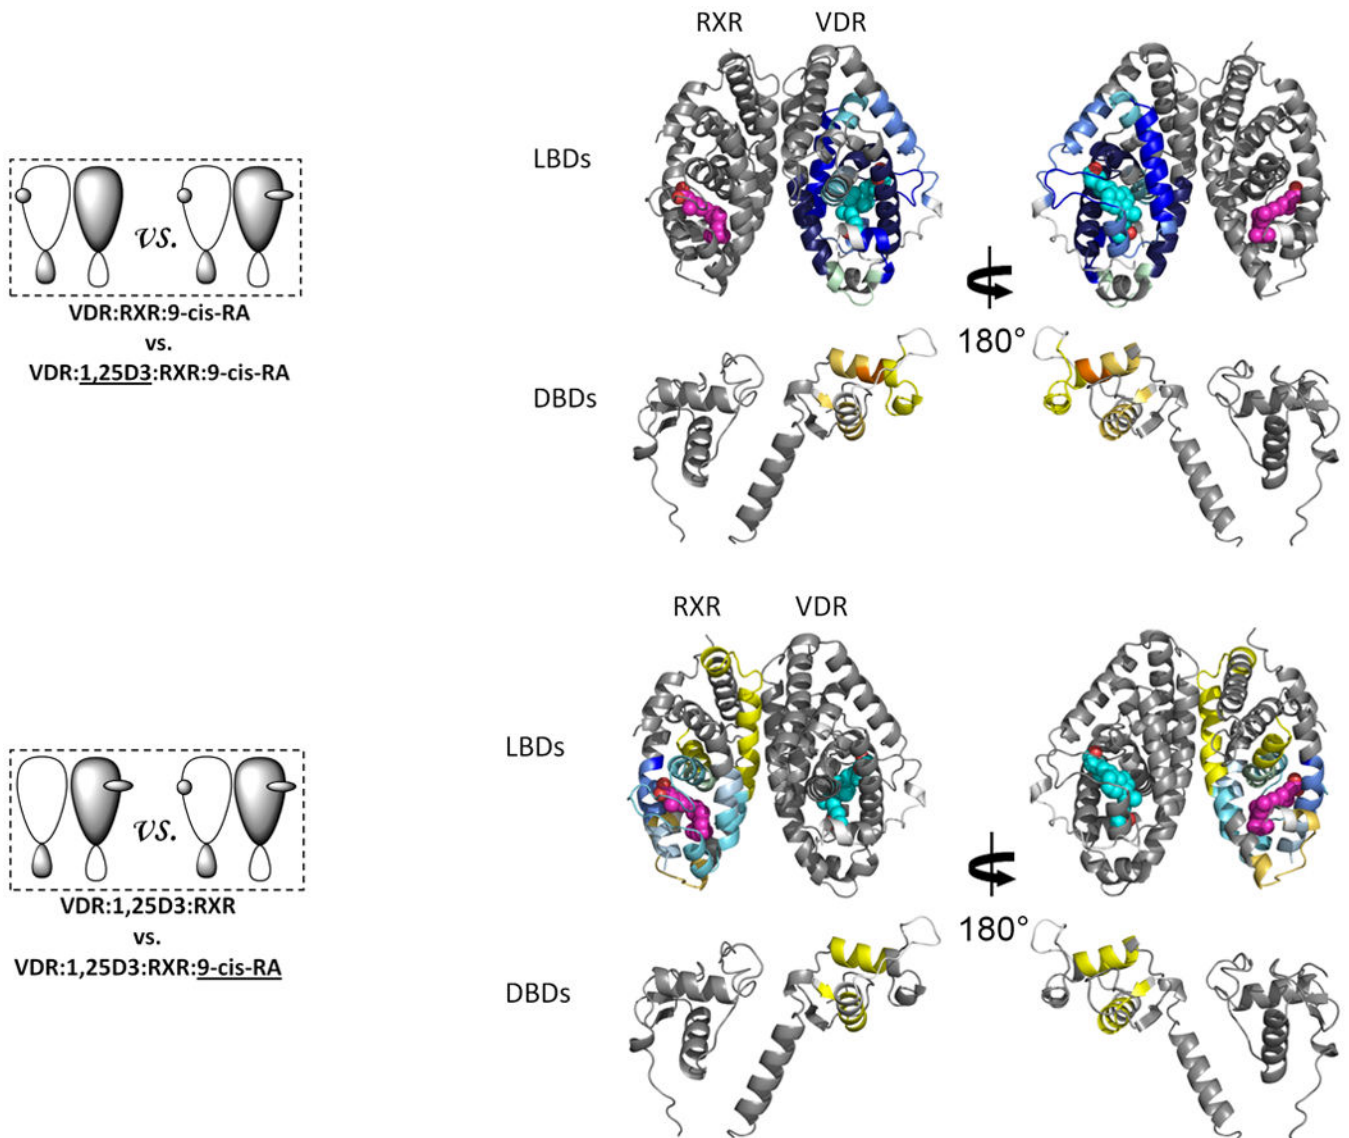 RXR VDR
LBDs
vs.
VDR:RXR:9-cis-RA
vs.
VDR:1,25D3:RXR:9-cis-RA
180°
DBDs
RXR VDR
LBDs
vs.
VDR:1,25D3:RXR
vs.
VDR:1,25D3:RXR:9-cis-RA
180°
DBDs